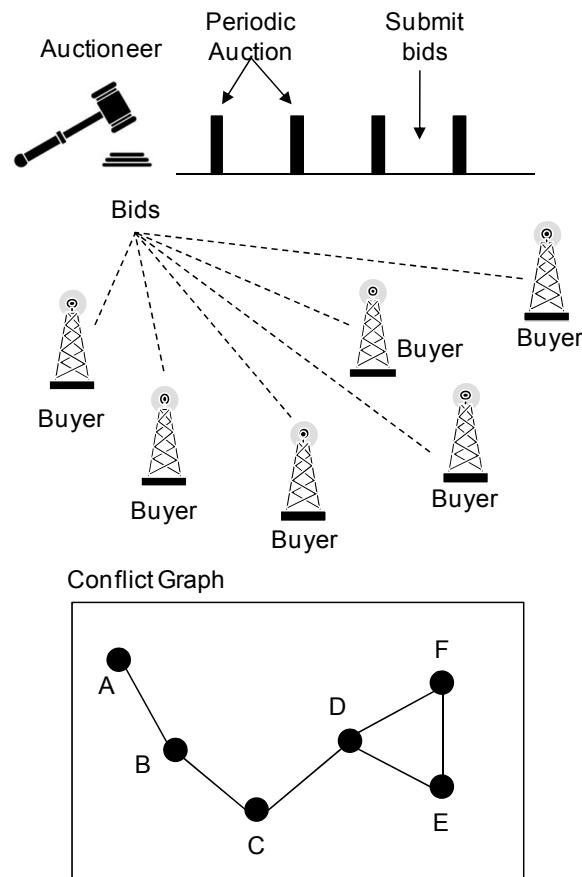 Auctioneer
Periodic
Auction
Submit
bids
Bids
Buyer
Buyer
Buyer
Buyer
Buyer
Buyer
Conflict Graph
A
B
C
D
E
F